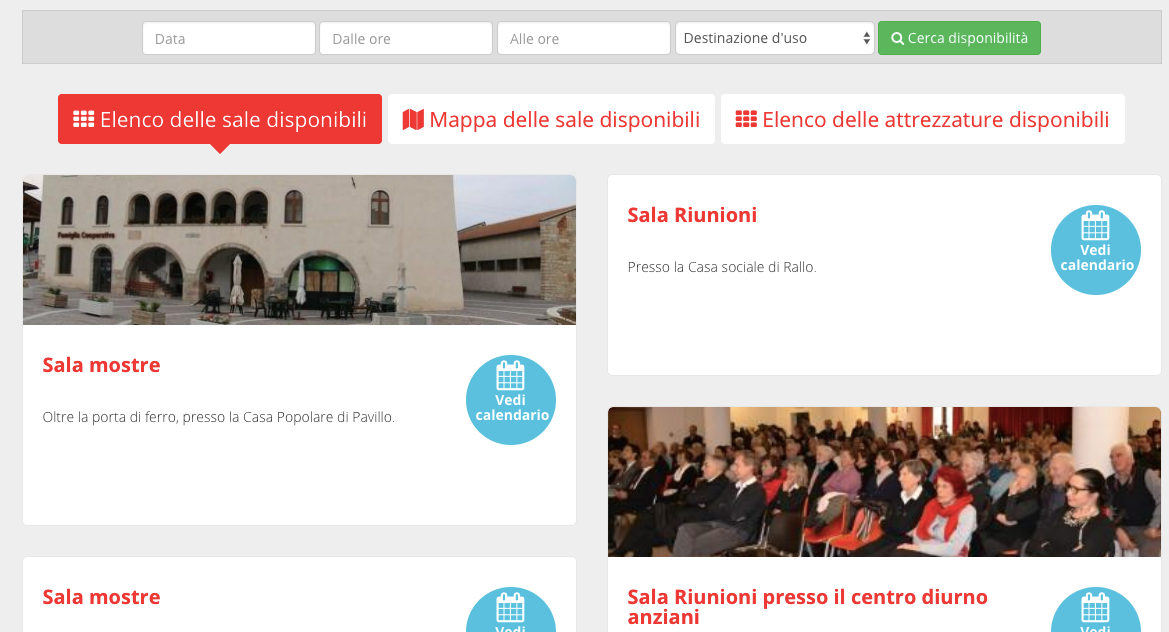 Data
Dalle ore
Alle ore
Destinazione d'uso
Cerca disponibilità
Elenco delle sale disponibili
Mappa delle sale disponibili
Elenco delle attrezzature disponibili
Famiglia Cooperativa
Sala mostre
Vedi
calendario
Oltre la porta di ferro, presso la Casa Popolare di Pavillo.
Sala Riunioni
Vedi
calendario
Presso la Casa sociale di Rallo.
Sala mostre
Vedi
Sala Riunioni presso il centro diurno
anziani
Vedi